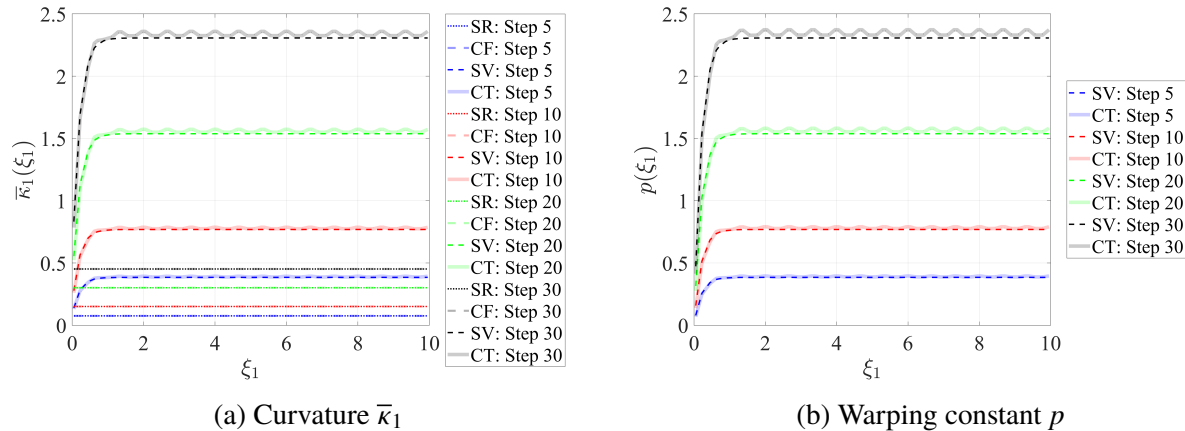 2.5
2
1.5
1
0.5
0
0 2 4 6 8 10
κ̅₁(ξ₁)
ξ₁
SR: Step 5
CF: Step 5
SV: Step 5
CT: Step 5
SR: Step 10
CF: Step 10
SV: Step 10
CT: Step 10
SR: Step 20
CF: Step 20
SV: Step 20
CT: Step 20
SR: Step 30
CF: Step 30
SV: Step 30
CT: Step 30
(a) Curvature κ̅₁
2.5
2
1.5
1
0.5
0
0 2 4 6 8 10
p(ξ₁)
ξ₁
SV: Step 5
CT: Step 5
SV: Step 10
CT: Step 10
SV: Step 20
CT: Step 20
SV: Step 30
CT: Step 30
(b) Warping constant p